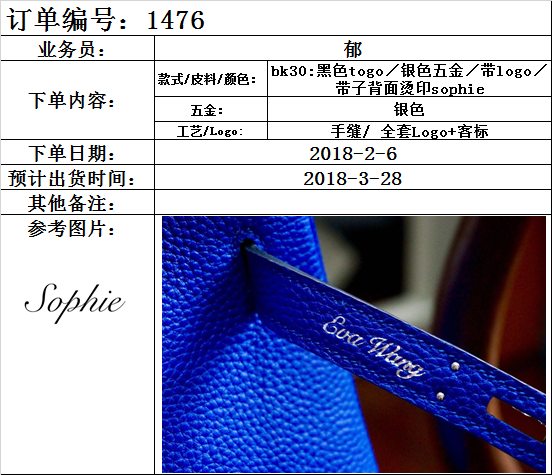 订单编号：1476
业务员：
郁
下单内容：
款式/皮料/颜色：
bk30:黑色togo／银色五金／带logo／
带子背面烫印sophie
五金：
银色
工艺/Logo:
手缝/ 全套Logo+客标
下单日期：
2018-2-6
预计出货时间：
2018-3-28
其他备注：
参考图片：
Sophie
Eva Wang